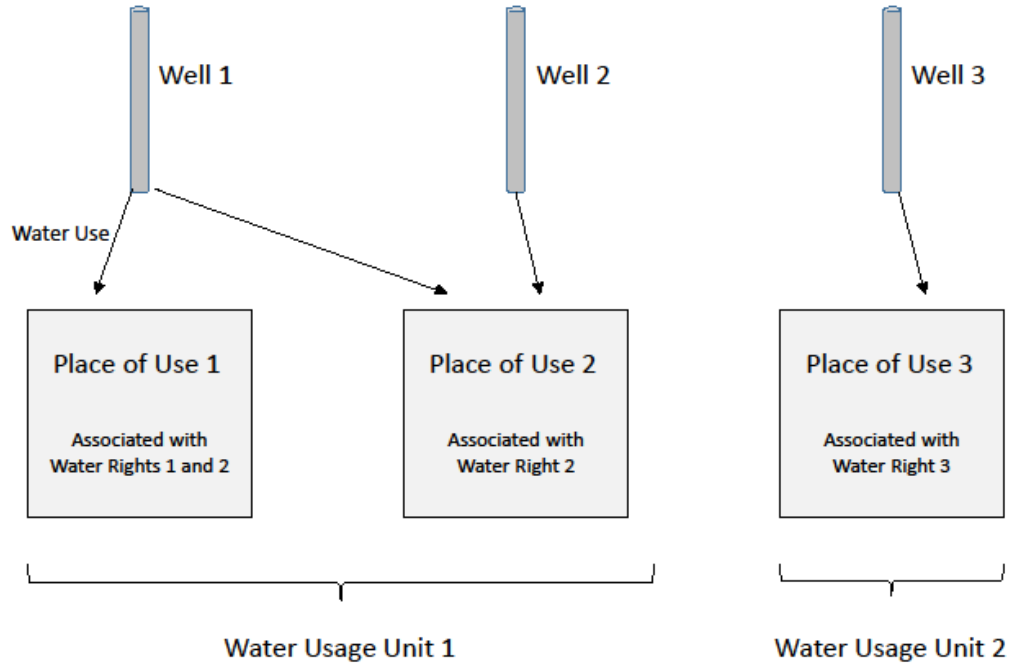 Well 1
Well 2
Well 3
Water Use
Place of Use 1
Associated with
Water Rights 1 and 2
Place of Use 2
Associated with
Water Right 2
Place of Use 3
Associated with
Water Right 3
Water Usage Unit 1
Water Usage Unit 2